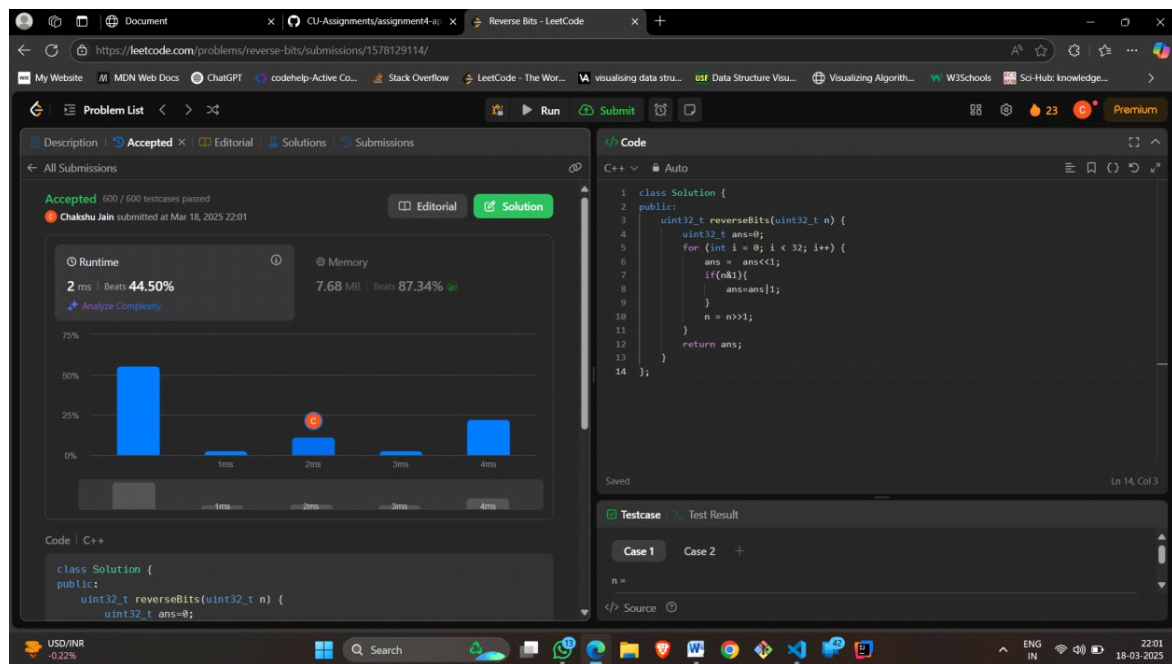 Document
CU-Assignments/assignment4-ap
Reverse Bits - LeetCode
https://leetcode.com/problems/reverse-bits/submissions/1578129114/
My Website
MDN Web Docs
ChatGPT
codehelp-Active Co...
Stack Overflow
LeetCode - The Wor...
visualising data stru...
USF Data Structure Visu...
Visualizing Algorith...
W3Schools
Sci-Hub: knowledge...
Problem List
Run
Submit
23
C
Premium
Description
Accepted
Editorial
Solutions
Submissions
All Submissions
Accepted 600 / 600 testcases passed
C Chakshu Jain submitted at Mar 18, 2025 22:01
Editorial
Solution
Runtime
2 ms | Beats 44.50%
Analyze Complexity
Memory
7.68 MB | Beats 87.34%
75%
50%
25%
0%
C
1ms 2ms 3ms 4ms
1ms 2ms 3ms 4ms
Code | C++
class Solution {
public:
uint32_t reverseBits(uint32_t n) {
uint32_t ans=0;
</> Code
C++ Auto
1 class Solution {
2 public:
3 uint32_t reverseBits(uint32_t n) {
4 uint32_t ans=0;
5 for (int i = 0; i < 32; i++) {
6 ans = ans<<1;
7 if(n&1){
8 ans=ans|1;
9 }
10 n = n>>1;
11 }
12 return ans;
13 }
14 };
Saved
Ln 14, Col 3
Testcase
Test Result
Case 1 Case 2 +
n =
</> Source
USD/INR
-0.22%
Search
13
42
ENG
IN
22:01
18-03-2025